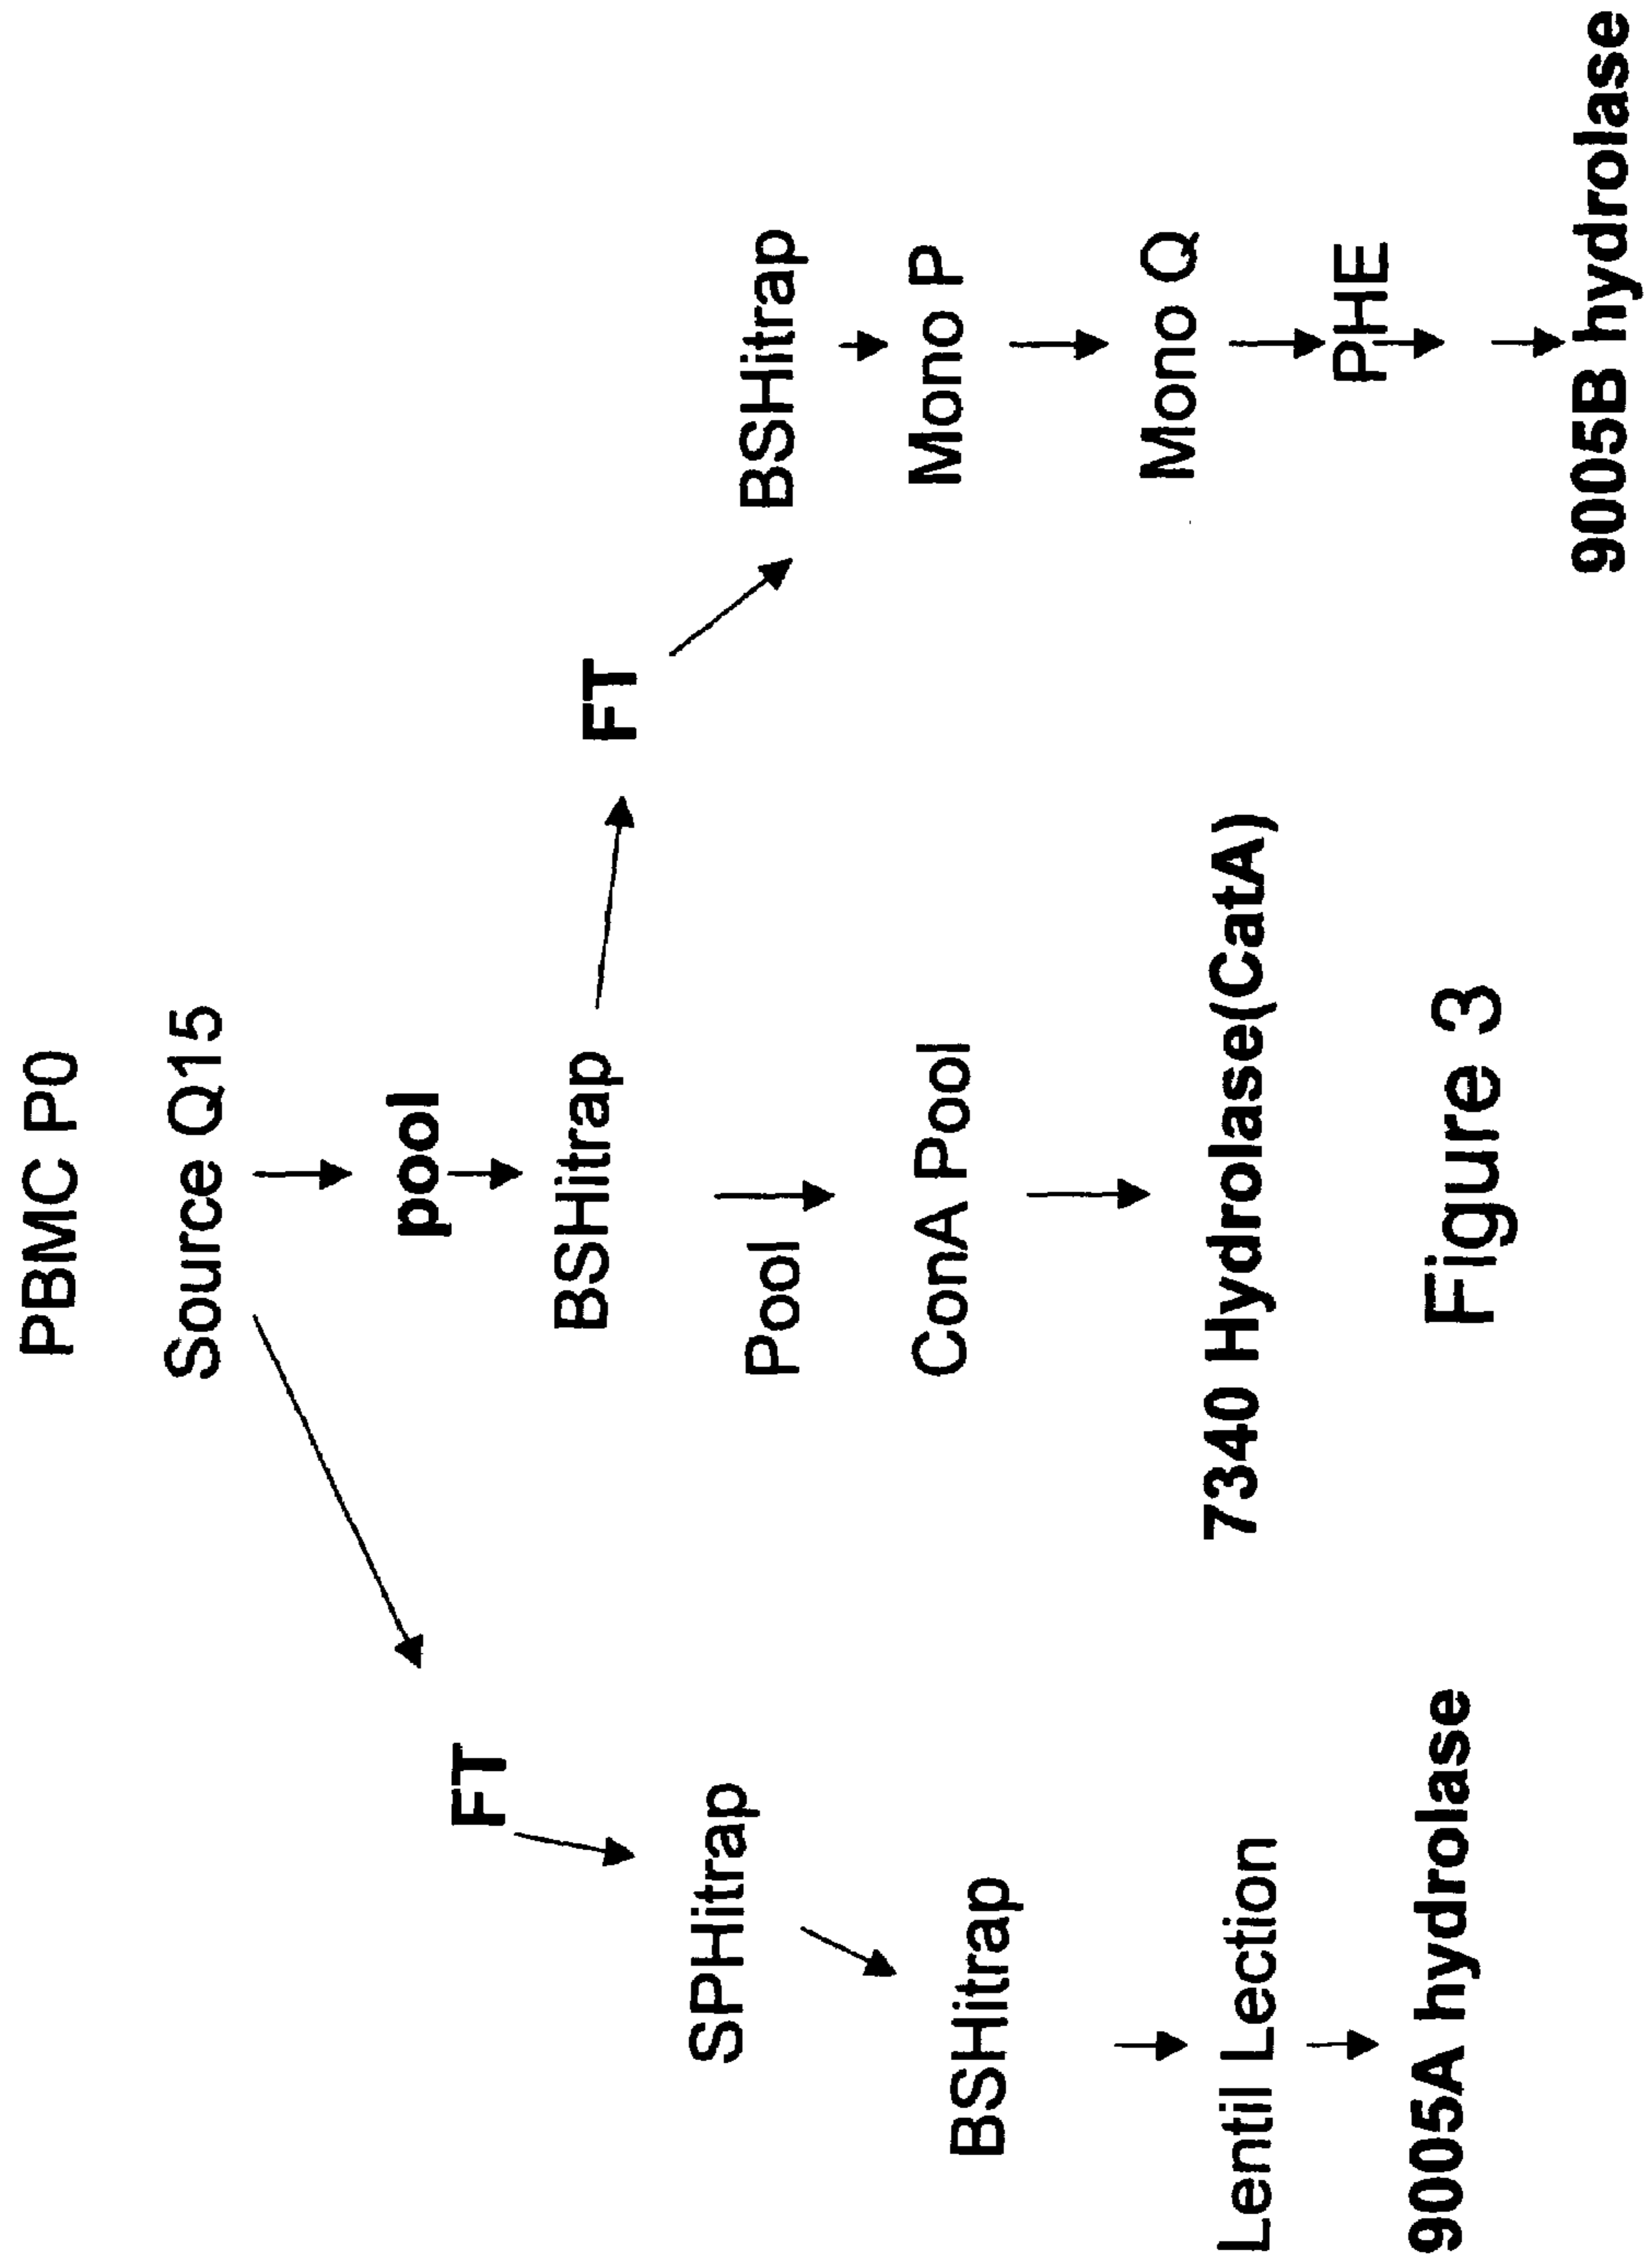 PBMC P0
Source Q15
pool
FT
BSHitrap
FT
SPHitrap
Pool
BSHitrap
BSHitrap
ConA Pool
Mono P
Lentil Lection
7340 Hydrolase(CatA)
Mono Q
PHE
9005A hydrolase
9005B hydrolase
Figure 3